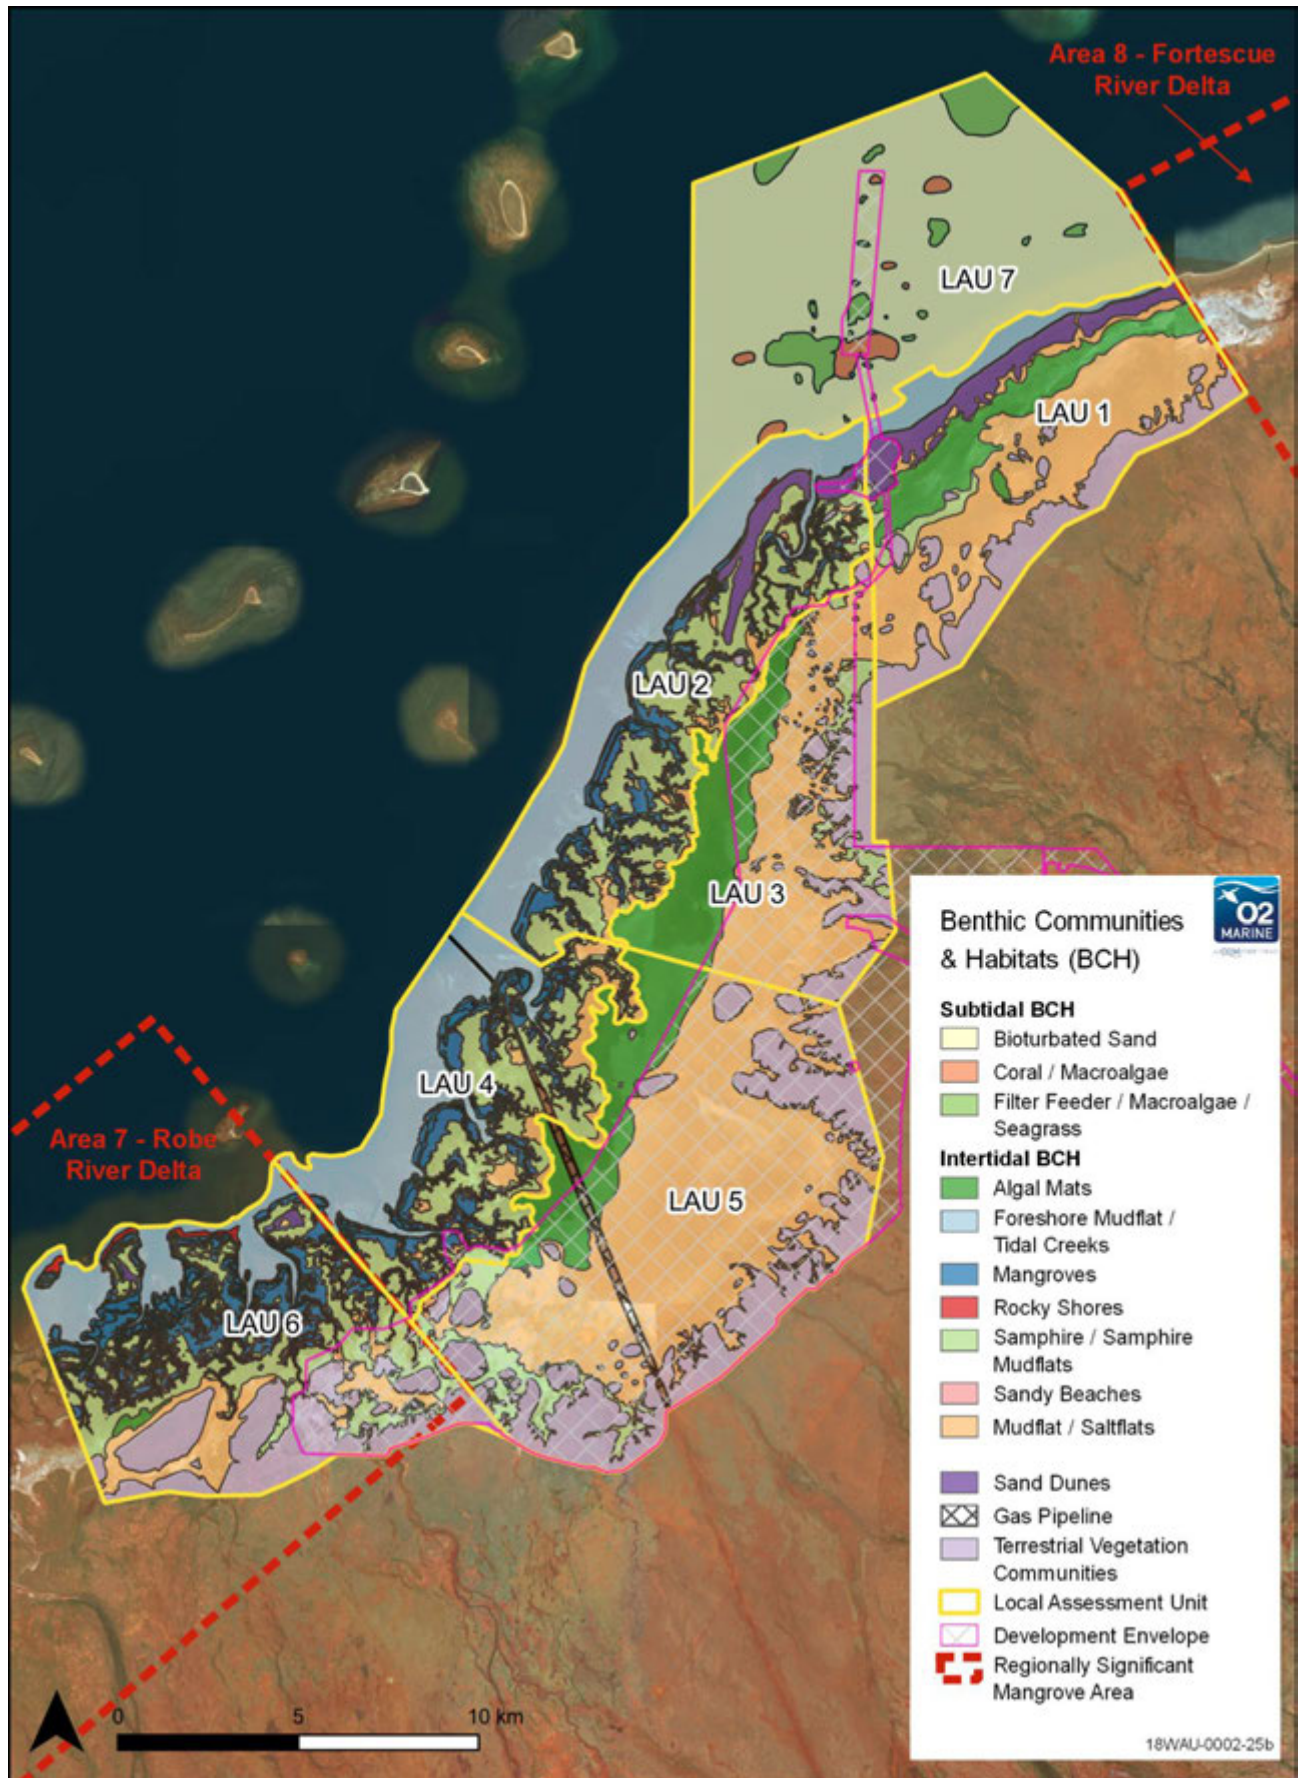 Area 8 - Fortescue
River Delta
LAU 7
LAU 1
LAU 2
LAU 3
LAU 4
Area 7 - Robe
River Delta
LAU 5
LAU 6
Benthic Communities
& Habitats (BCH)
O2
MARINE
Subtidal BCH
Bioturbated Sand
Coral / Macroalgae
Filter Feeder / Macroalgae /
Seagrass
Intertidal BCH
Algal Mats
Foreshore Mudflat /
Tidal Creeks
Mangroves
Rocky Shores
Samphire / Samphire
Mudflats
Sandy Beaches
Mudflat / Saltflats
Sand Dunes
Gas Pipeline
Terrestrial Vegetation
Communities
Local Assessment Unit
Development Envelope
Regionally Significant
Mangrove Area
0 5 10 km
18WAU-0002-25b